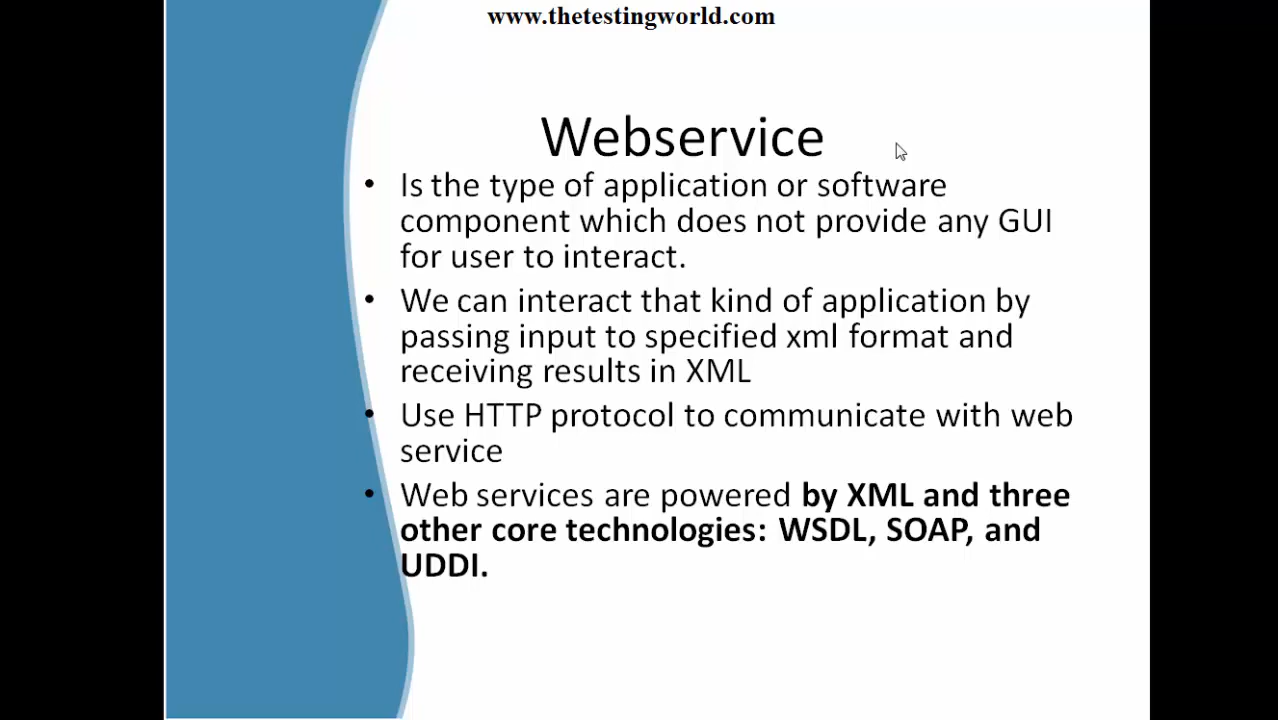 www.thetestingworld.com
Webservice
• Is the type of application or software
component which does not provide any GUI
for user to interact.
• We can interact that kind of application by
passing input to specified xml format and
receiving results in XML
• Use HTTP protocol to communicate with web
service
• Web services are powered by XML and three
other core technologies: WSDL, SOAP, and
UDDI.